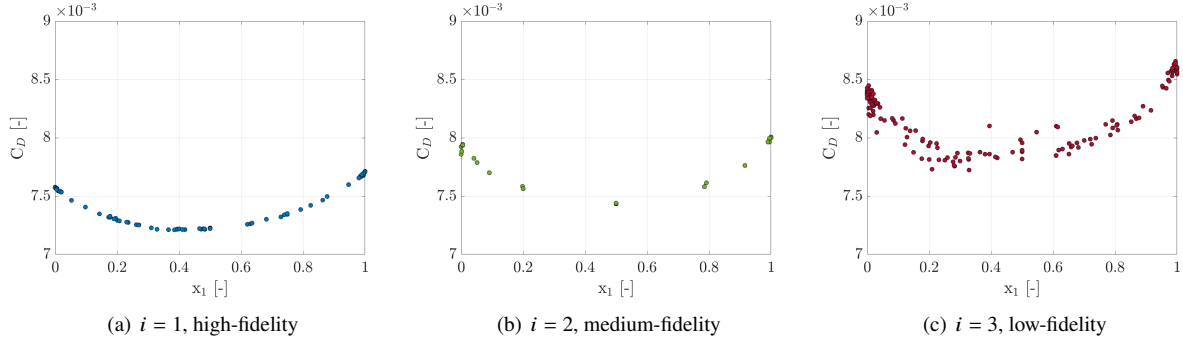 ×10⁻³
9
8.5
8
7.5
7
C_D [-]
0 0.2 0.4 0.6 0.8 1
x₁ [-]
(a) i = 1, high-fidelity
×10⁻³
9
8.5
8
7.5
7
C_D [-]
0 0.2 0.4 0.6 0.8 1
x₁ [-]
(b) i = 2, medium-fidelity
×10⁻³
9
8.5
8
7.5
7
C_D [-]
0 0.2 0.4 0.6 0.8 1
x₁ [-]
(c) i = 3, low-fidelity